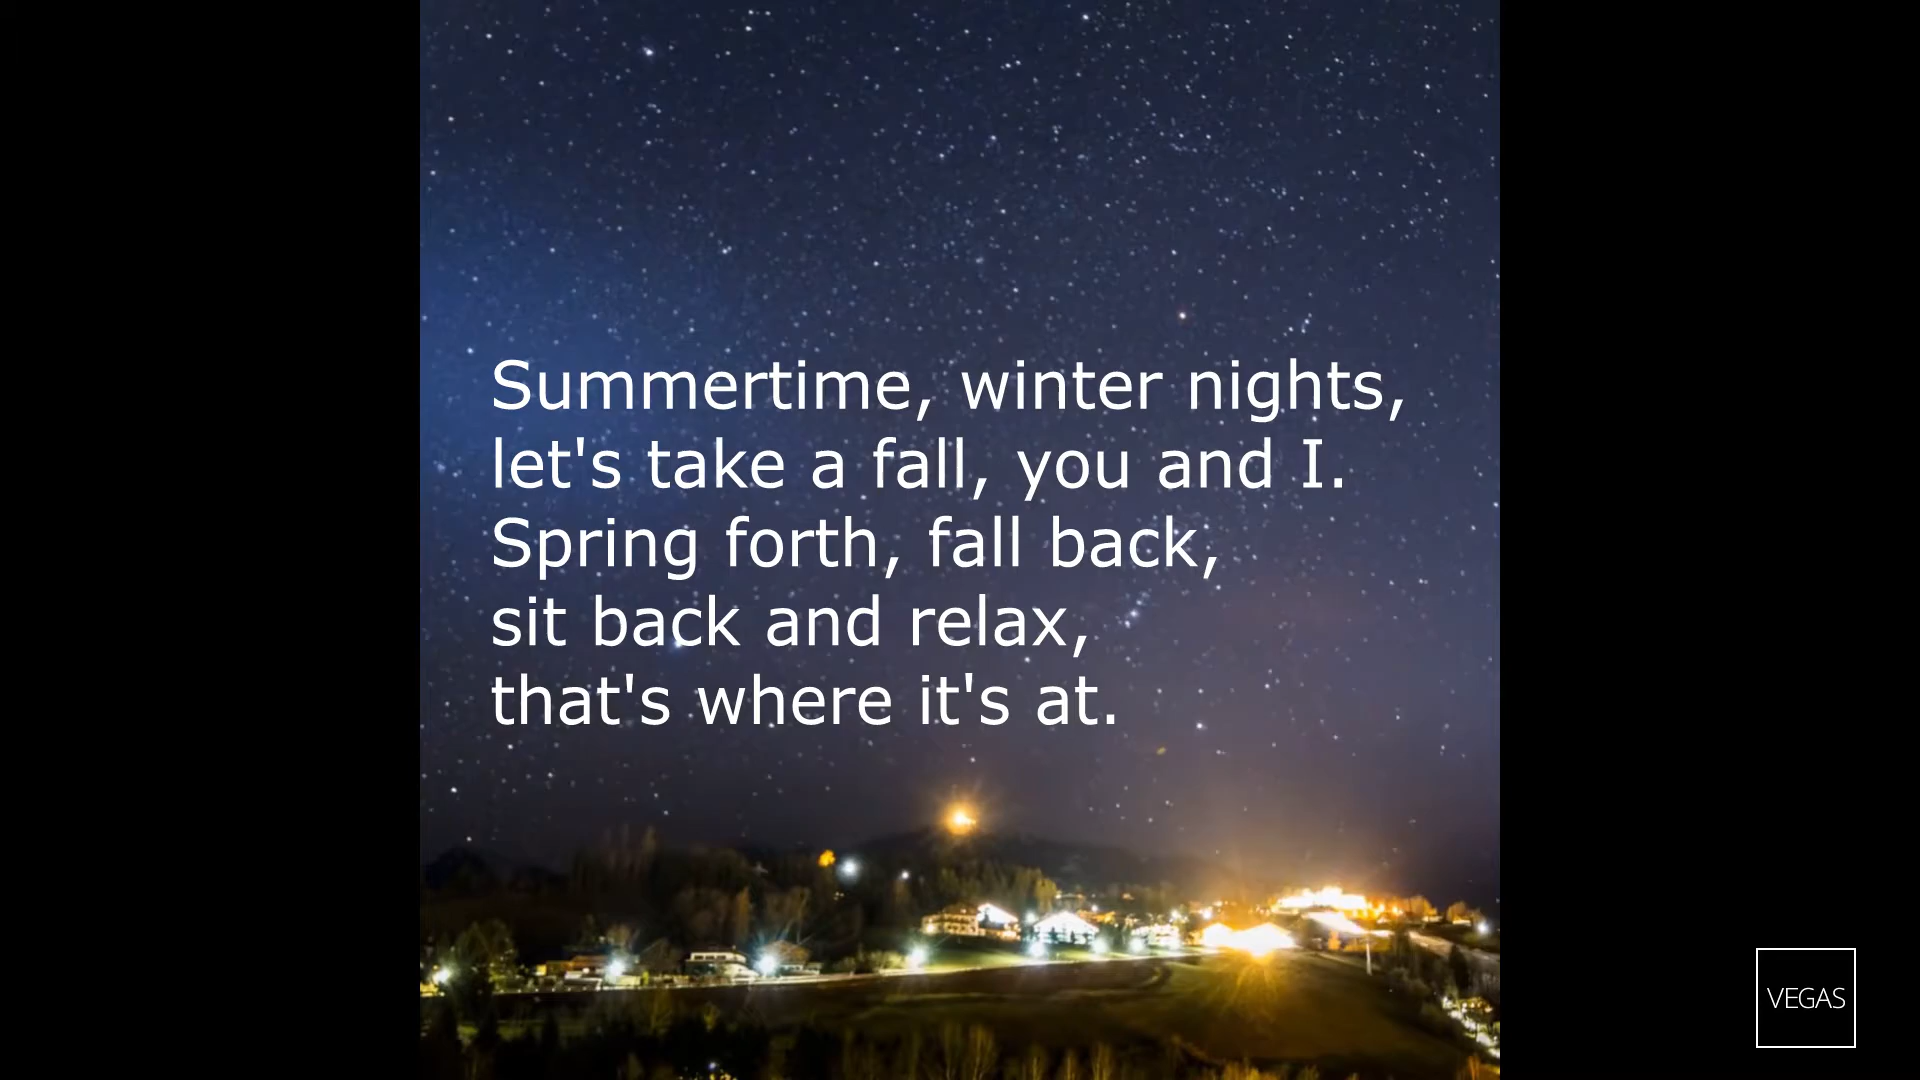 Summertime, winter nights,
let's take a fall, you and I.
Spring forth, fall back,
sit back and relax,
that's where it's at.
VEGAS